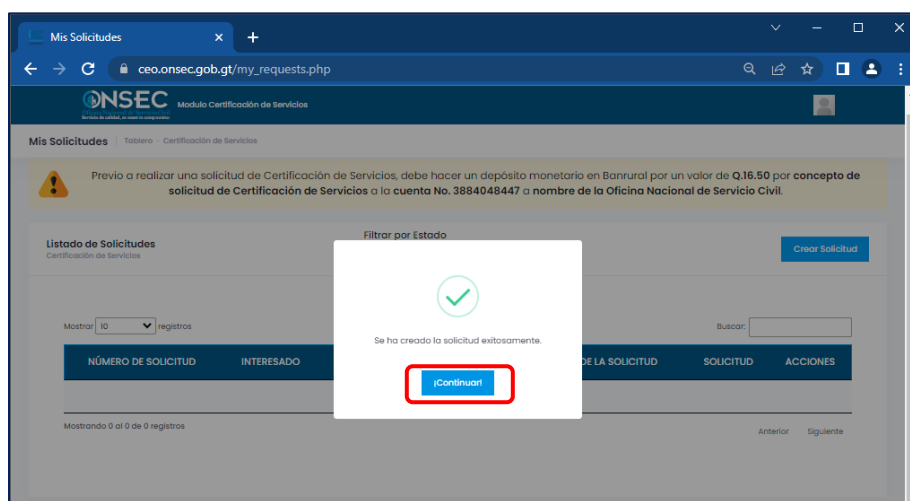 Mis Solicitudes
ceo.onsec.gob.gt/my_requests.php
ONSEC Modulo Certificación de Servicios
Mis Solicitudes Tablero - Certificación de Servicios
Previo a realizar una solicitud de Certificación de Servicios, debe hacer un depósito monetario en Banrural por un valor de Q.16.50 por concepto de
solicitud de Certificación de Servicios a la cuenta No. 3884048447 a nombre de la Oficina Nacional de Servicio Civil.
Listado de Solicitudes
Certificación de Servicios
Filtrar por Estado
Crear Solicitud
Mostrar 10 registros
Buscar:
Se ha creado la solicitud exitosamente.
NÚMERO DE SOLICITUD INTERESADO DE LA SOLICITUD SOLICITUD ACCIONES
¡Continuar!
Mostrando 0 al 0 de 0 registros
Anterior Siguiente